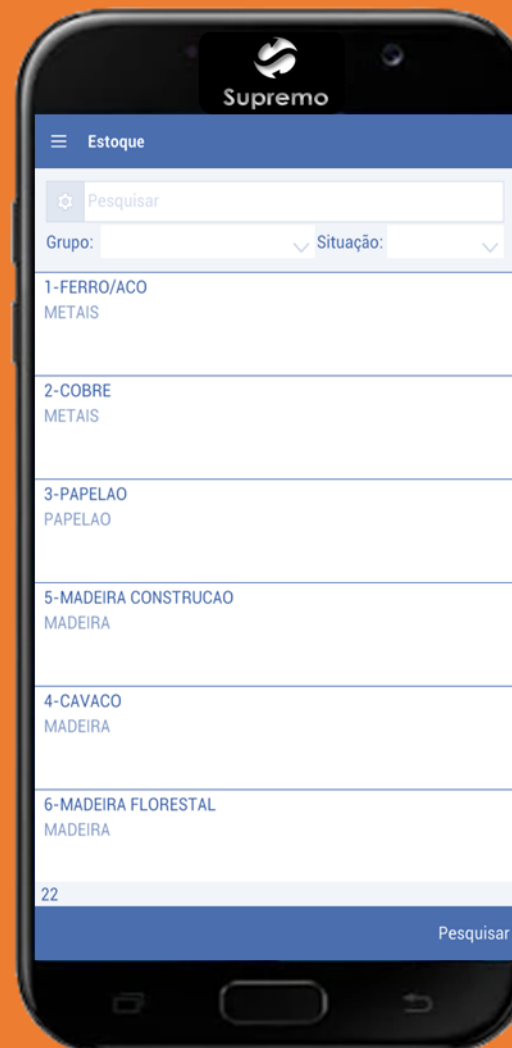 Supremo
Estoque
Pesquisar
Grupo: Situação:
1-FERRO/ACO
METAIS
2-COBRE
METAIS
3-PAPELAO
PAPELAO
5-MADEIRA CONSTRUCAO
MADEIRA
4-CAVACO
MADEIRA
6-MADEIRA FLORESTAL
MADEIRA
22
Pesquisar